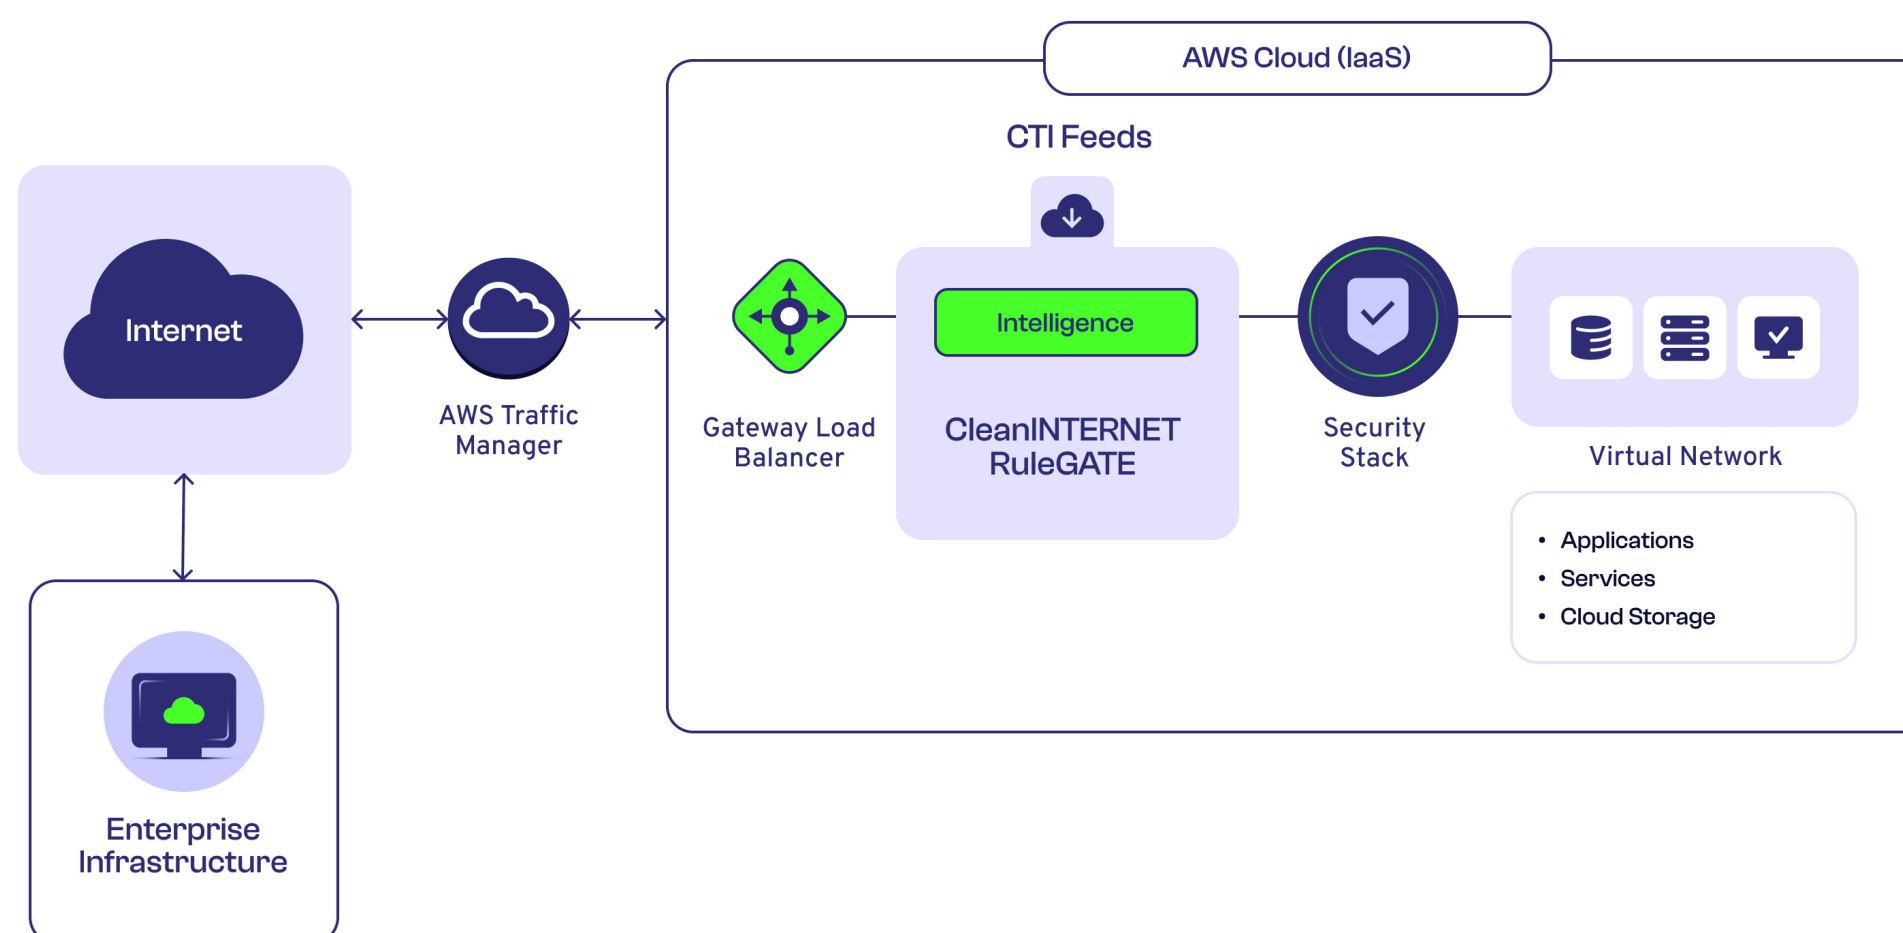 AWS Cloud (IaaS)
CTI Feeds
Internet
AWS Traffic
Manager
Gateway Load
Balancer
Intelligence
CleanINTERNET
RuleGATE
Security
Stack
Virtual Network
• Applications
• Services
• Cloud Storage
Enterprise
Infrastructure